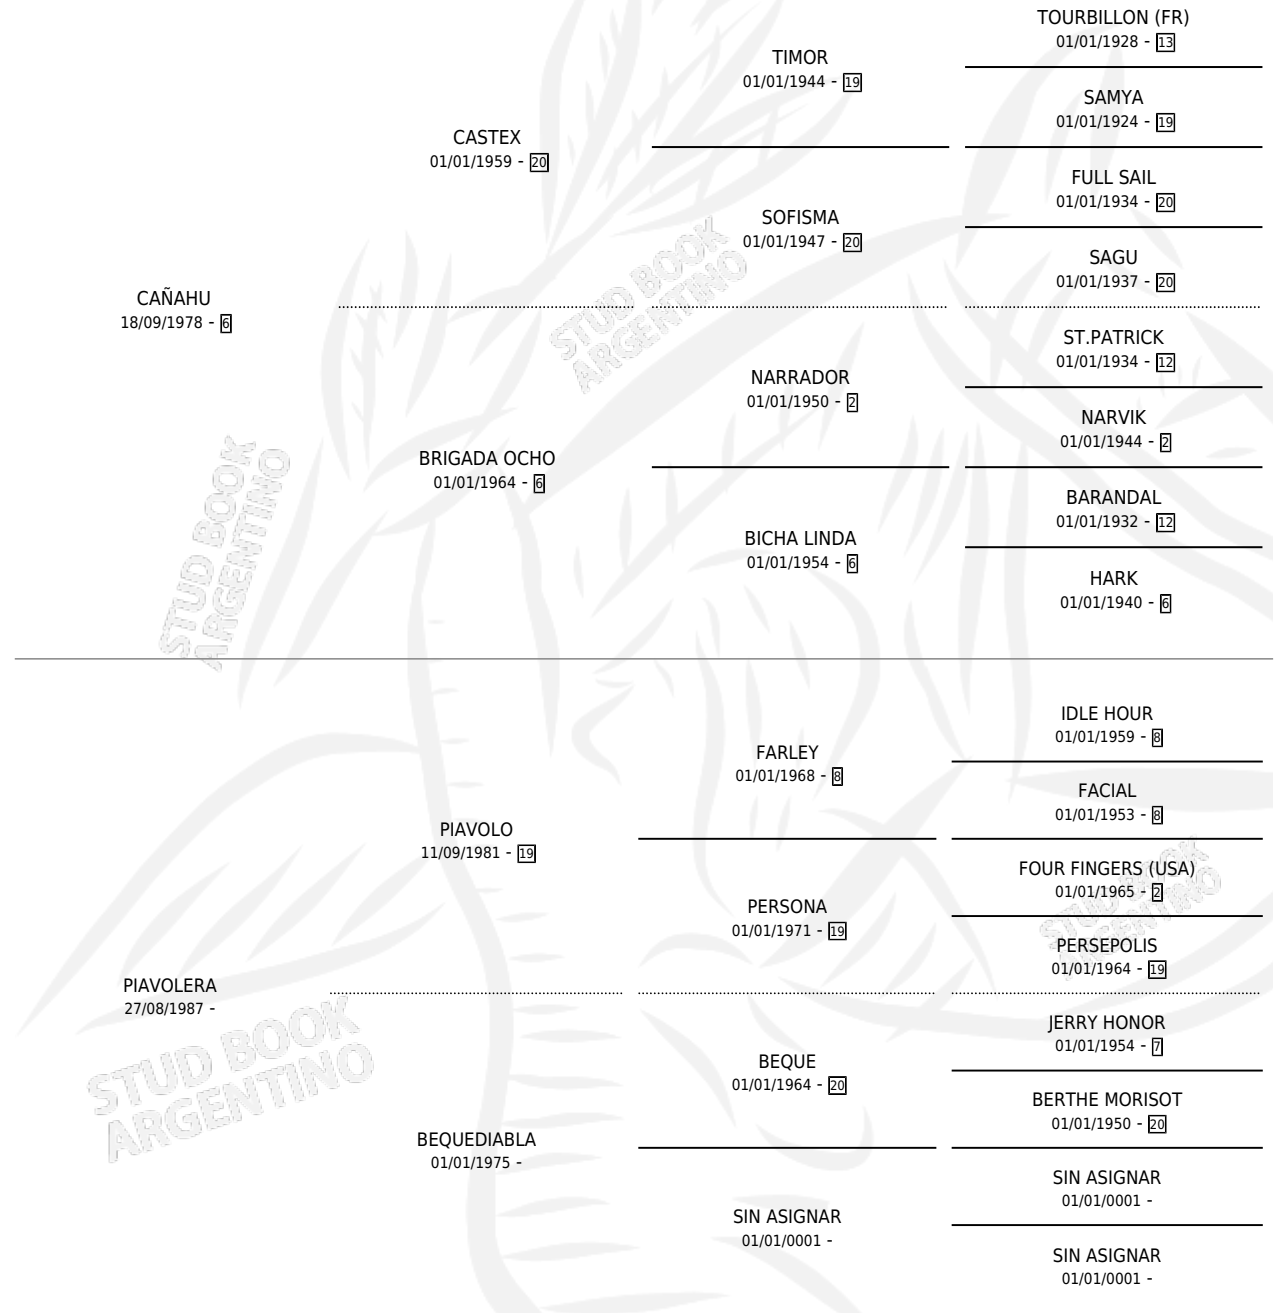 TOURBILLON (FR)
01/01/1928 - 13
TIMOR
01/01/1944 - 19
SAMYA
01/01/1924 - 19
CASTEX
01/01/1959 - 20
FULL SAIL
01/01/1934 - 20
SOFISMA
01/01/1947 - 20
SAGU
01/01/1937 - 20
CAÑAHU
18/09/1978 - 6
ST.PATRICK
01/01/1934 - 12
NARRADOR
01/01/1950 - 2
NARVIK
01/01/1944 - 2
BRIGADA OCHO
01/01/1964 - 6
BARANDAL
01/01/1932 - 12
BICHA LINDA
01/01/1954 - 6
HARK
01/01/1940 - 6
IDLE HOUR
01/01/1959 - 8
FARLEY
01/01/1968 - 8
FACIAL
01/01/1953 - 8
PIAVOLO
11/09/1981 - 19
FOUR FINGERS (USA)
01/01/1965 - 2
PERSONA
01/01/1971 - 19
PERSEPOLIS
01/01/1964 - 19
PIAVOLERA
27/08/1987 -
JERRY HONOR
01/01/1954 - 7
BEQUE
01/01/1964 - 20
BERTHE MORISOT
01/01/1950 - 20
BEQUEDIABLA
01/01/1975 -
SIN ASIGNAR
01/01/0001 -
SIN ASIGNAR
01/01/0001 -
SIN ASIGNAR
01/01/0001 -
STUD BOOK
ARGENTINO
STUD BOOK
ARGENTINO
STUD BOOK
ARGENTINO
STUD BOOK
ARGENTINO